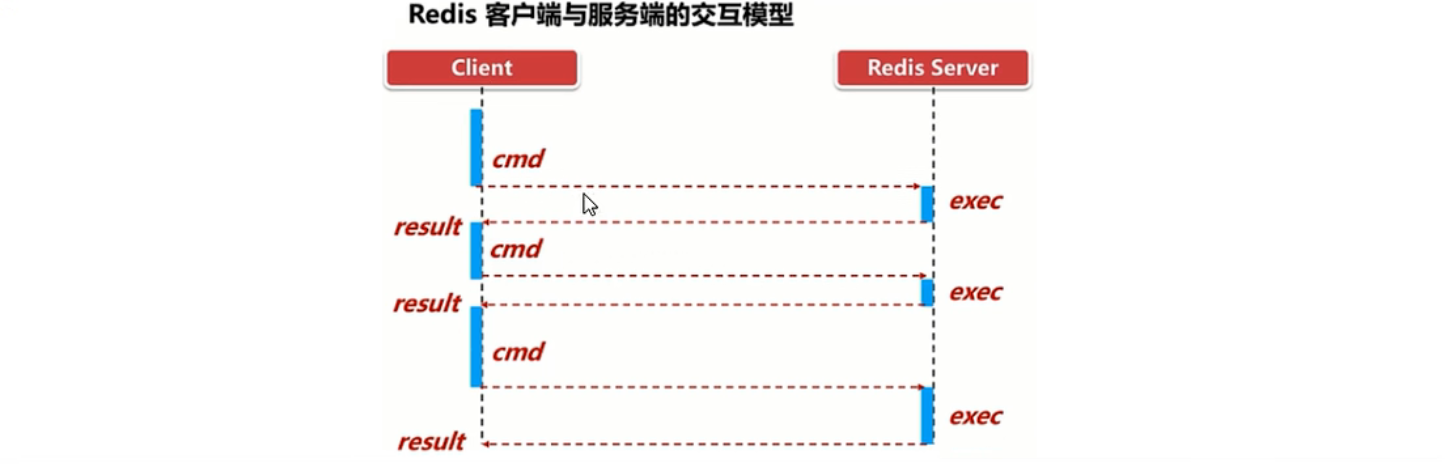 Redis 客户端与服务端的交互模型
Client
Redis Server
cmd
exec
result
cmd
exec
result
cmd
exec
result